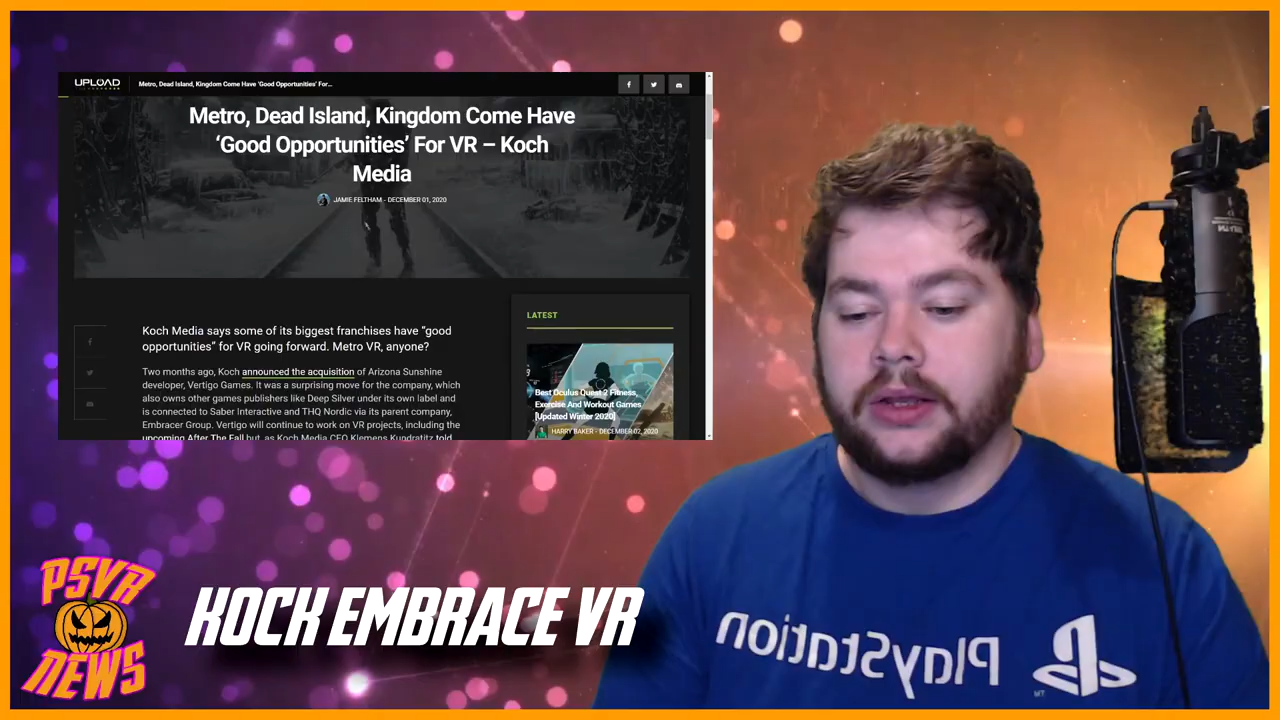 UPLOAD
Metro, Dead Island, Kingdom Come Have 'Good Opportunities' For...
Metro, Dead Island, Kingdom Come Have
'Good Opportunities' For VR – Koch
Media
JAMIE FELTHAM - DECEMBER 01, 2020
Koch Media says some of its biggest franchises have "good
opportunities" for VR going forward. Metro VR, anyone?
Two months ago, Koch announced the acquisition of Arizona Sunshine
developer, Vertigo Games. It was a surprising move for the company, which
also owns other games publishers like Deep Silver under its own label and
is connected to Saber Interactive and THQ Nordic via its parent company,
Embracer Group. Vertigo will continue to work on VR projects, including the
upcoming After The Fall but, as Koch Media CEO Klemens Kundratitz told
LATEST
Best Oculus Quest 2 Fitness,
Exercise And Workout Games
[Updated Winter 2020]
HARRY BAKER - DECEMBER 02, 2020
PSVR
NEWS
KOCK EMBRACE VR
PlayStation
TM